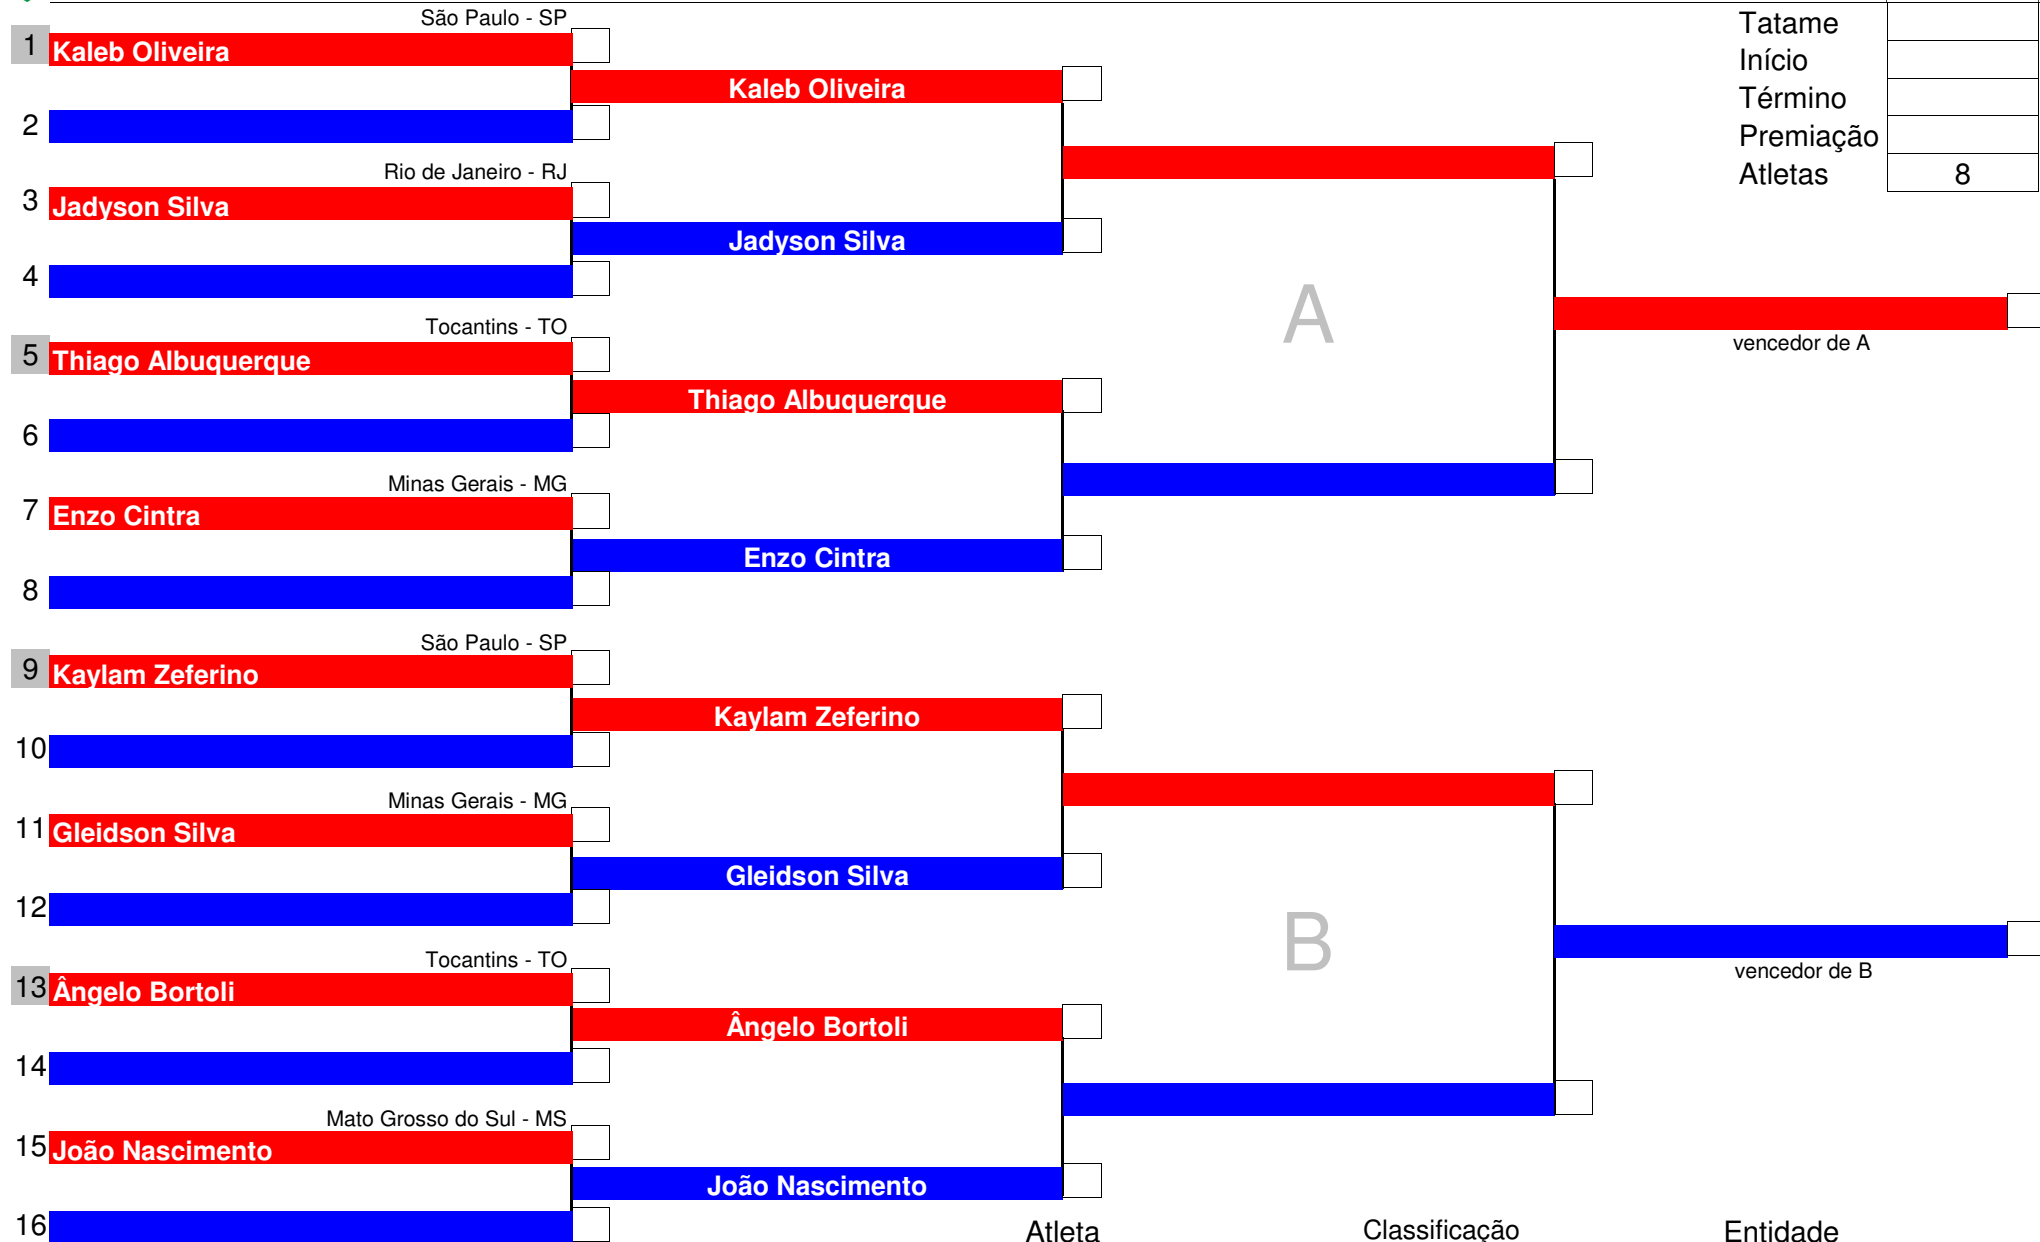 São Paulo - SP
1 Kaleb Oliveira
Kaleb Oliveira
2
Rio de Janeiro - RJ
3 Jadyson Silva
Jadyson Silva
4
Tocantins - TO
5 Thiago Albuquerque
Thiago Albuquerque
6
Minas Gerais - MG
7 Enzo Cintra
Enzo Cintra
8
São Paulo - SP
9 Kaylam Zeferino
Kaylam Zeferino
10
Minas Gerais - MG
11 Gleidson Silva
Gleidson Silva
12
Tocantins - TO
13 Ângelo Bortoli
Ângelo Bortoli
14
Mato Grosso do Sul - MS
15 João Nascimento
João Nascimento
16
A
B
Tatame
Início
Término
Premiação
Atletas 8
vencedor de A
vencedor de B
Atleta Classificação Entidade